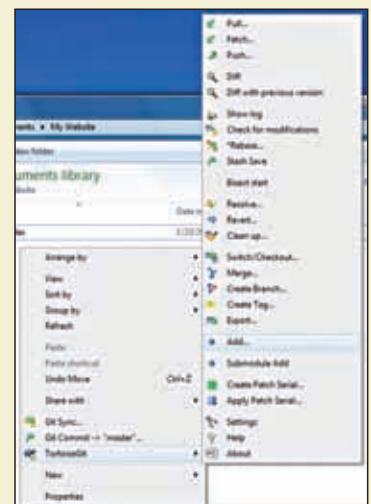 Pull...
Fetch...
Push...
Diff
Diff with previous version
Show log
Check for modifications
Rebase...
Stash Save
Bisect start
Resolve...
Revert...
Clean up...
Switch/Checkout...
Merge...
Create Branch...
Create Tag...
Export...
Add...
Submodule Add
Create Patch Serial...
Apply Patch Serial...
Settings
Help
About
My Website
uments library
Arrange by
View
Sort by
Group by
Refresh
Paste
Paste shortcut
Undo Move Ctrl+Z
Share with
Git Sync...
Git Commit -> "master"...
TortoiseGit
New
Properties